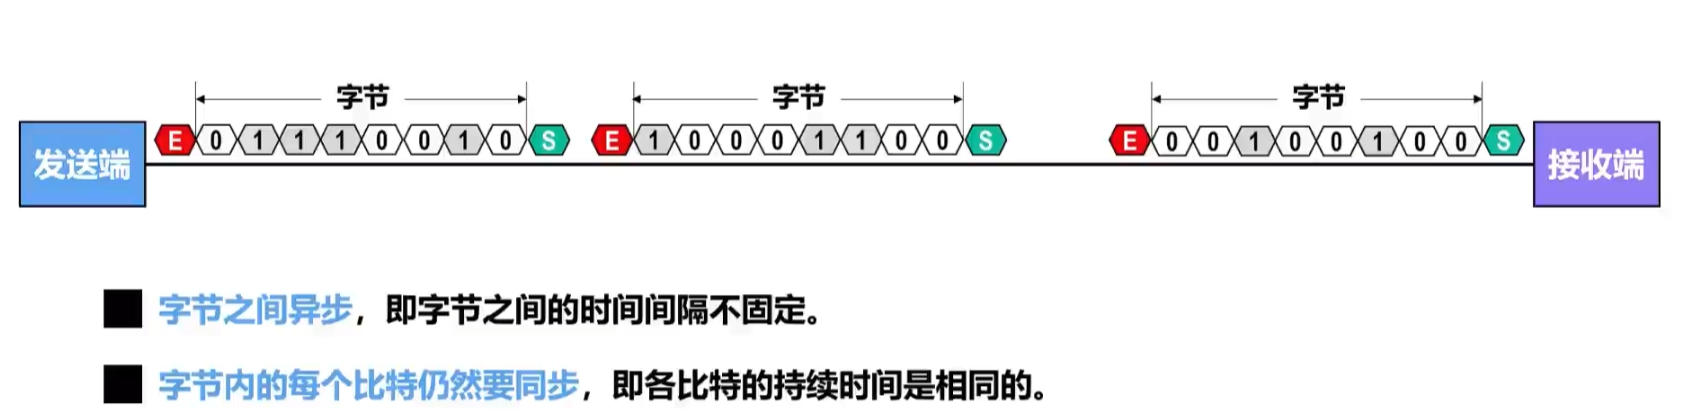 字节 字节 字节
发送端 E 0 1 1 1 0 0 1 0 S E 1 0 0 0 1 1 0 0 S E 0 0 1 0 0 1 0 0 S 接收端
字节之间异步，即字节之间的时间间隔不固定。
字节内的每个比特仍然要同步，即各比特的持续时间是相同的。